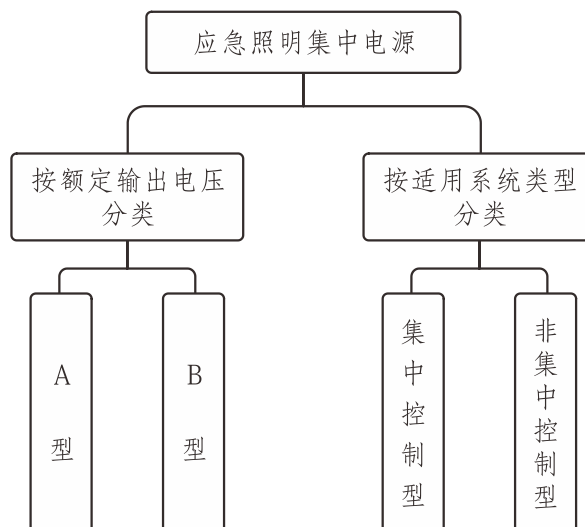 应急照明集中电源
按额定输出电压
分类
按适用系统类型
分类
A型
B型
集中控制型
非集中控制型